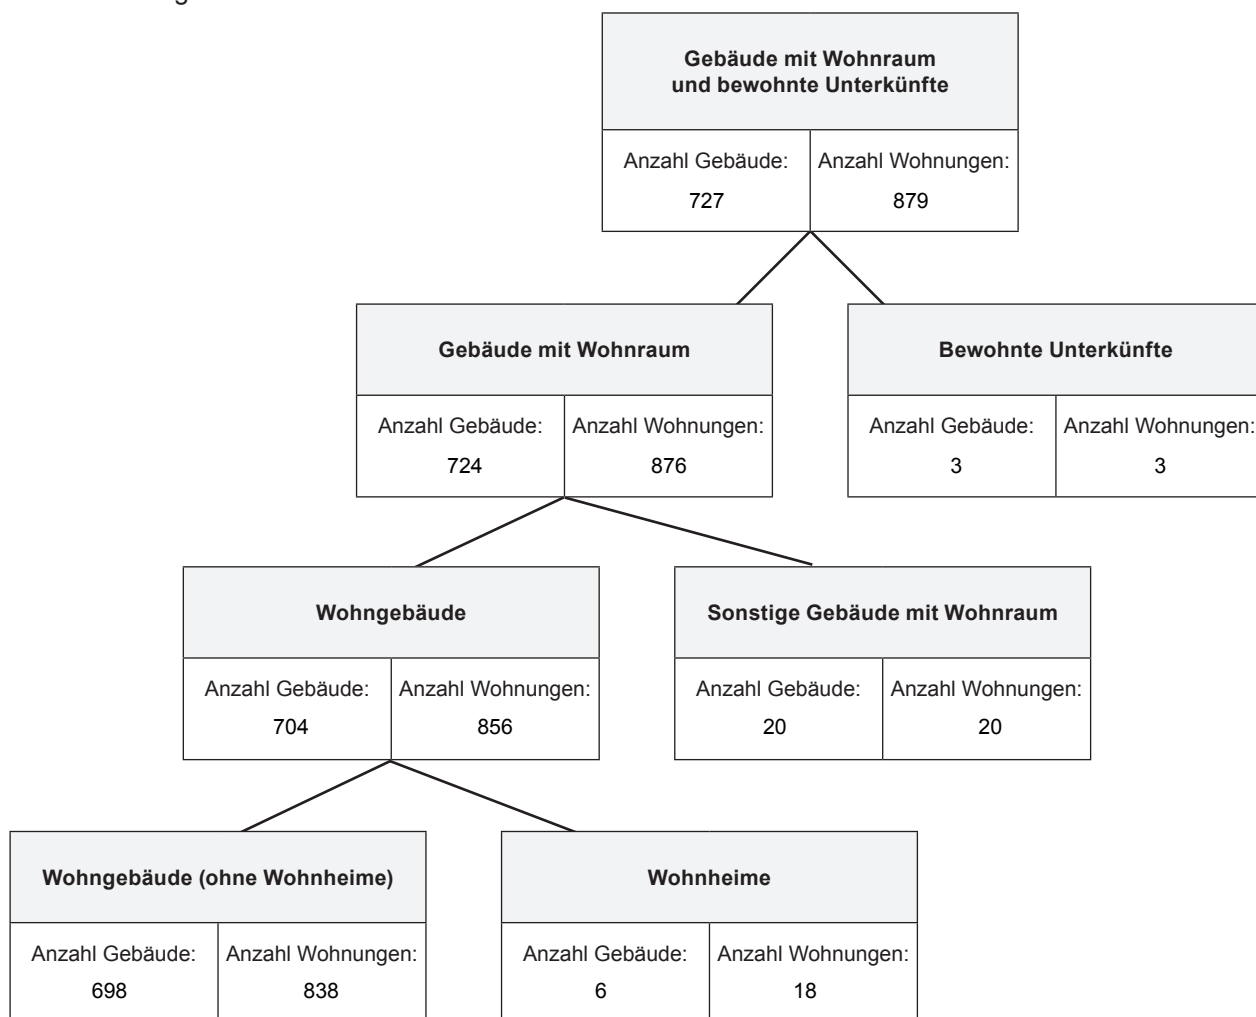 Gebäude mit Wohnraum
und bewohnte Unterkünfte
Anzahl Gebäude: Anzahl Wohnungen:
727 879
Gebäude mit Wohnraum
Bewohnte Unterkünfte
Anzahl Gebäude: Anzahl Wohnungen:
724 876
Anzahl Gebäude: Anzahl Wohnungen:
3 3
Wohngebäude
Sonstige Gebäude mit Wohnraum
Anzahl Gebäude: Anzahl Wohnungen:
704 856
Anzahl Gebäude: Anzahl Wohnungen:
20 20
Wohngebäude (ohne Wohnheime)
Wohnheime
Anzahl Gebäude: Anzahl Wohnungen:
698 838
Anzahl Gebäude: Anzahl Wohnungen:
6 18